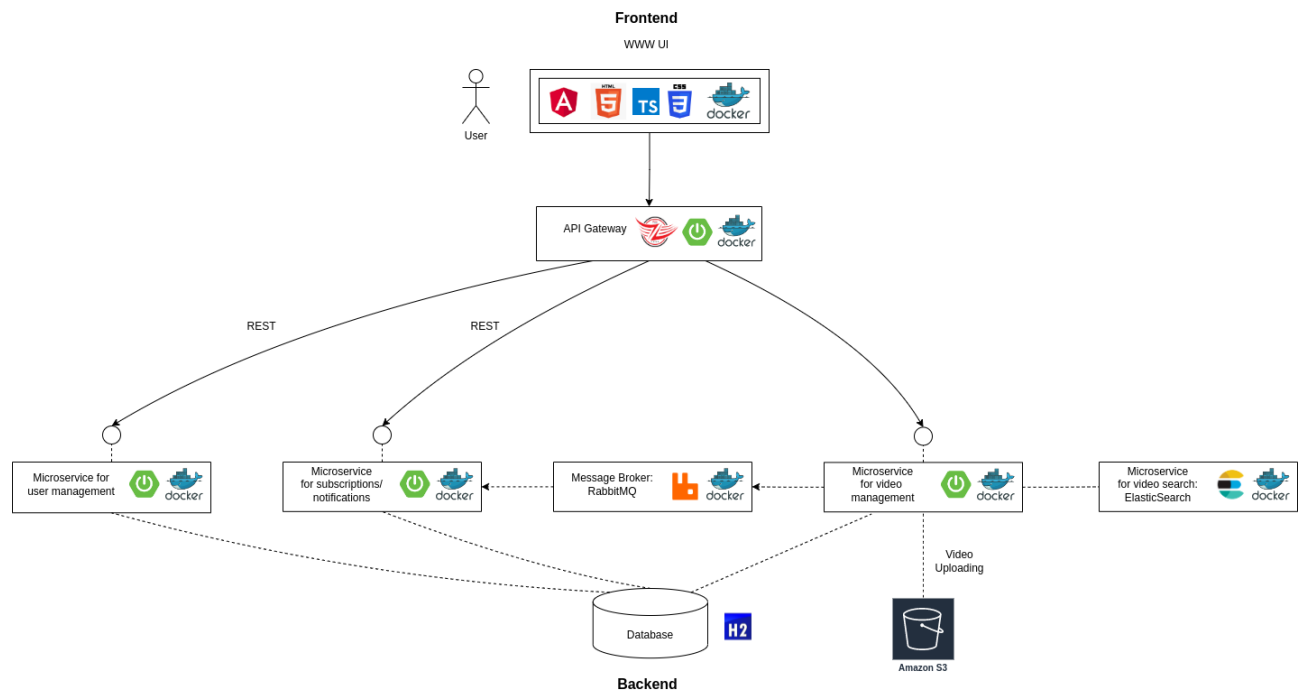 Frontend
WWW UI
HTML
5
TS
CSS
3
docker
User
API Gateway
docker
REST
REST
Microservice for
user management
docker
Microservice
for subscriptions/
notifications
docker
Message Broker:
RabbitMQ
docker
Microservice
for video
management
docker
Microservice
for video search:
ElasticSearch
docker
Video
Uploading
Database
H2
Amazon S3
Backend